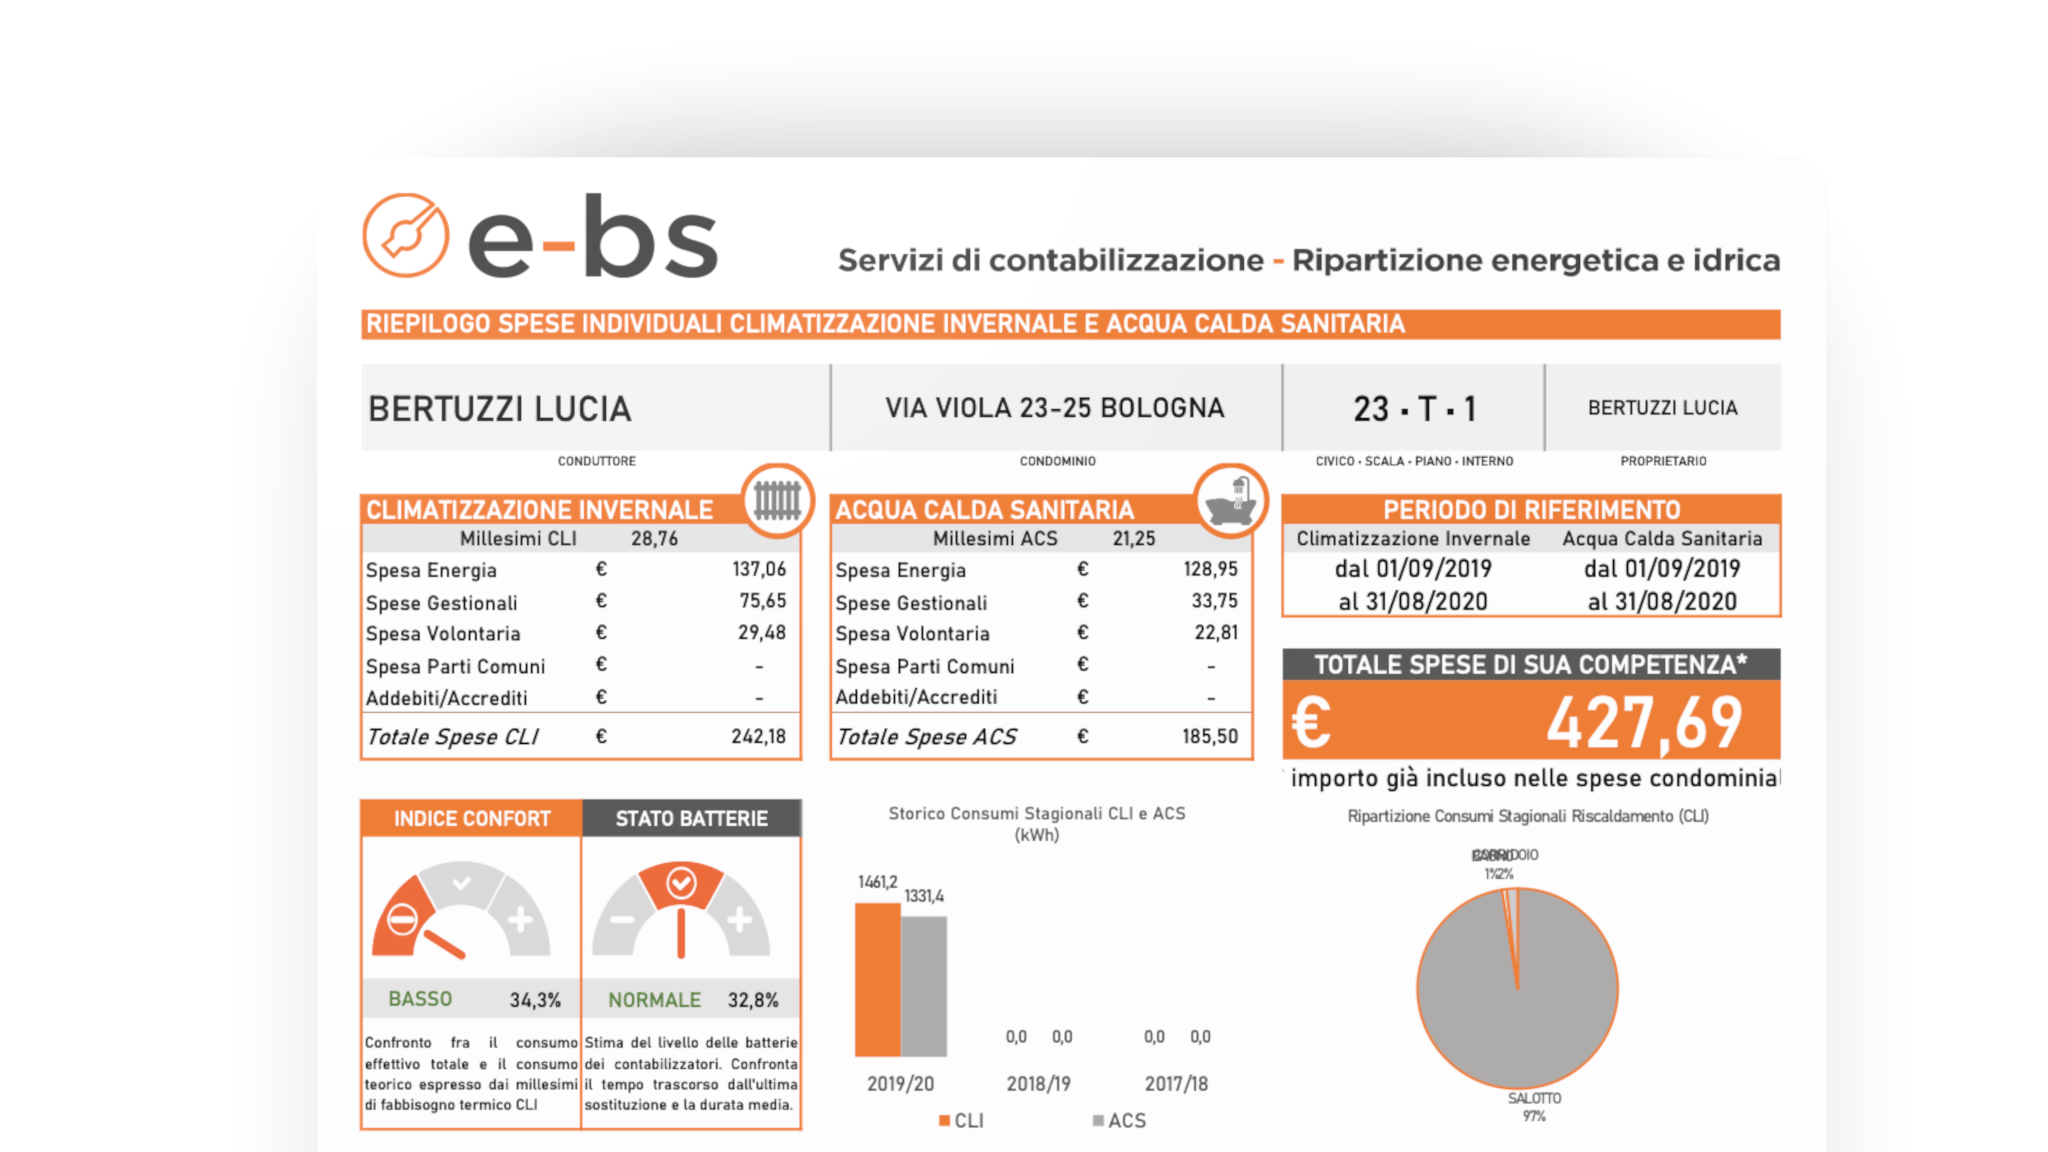 e-bs
Servizi di contabilizzazione - Ripartizione energetica e idrica
RIEPILOGO SPESE INDIVIDUALI CLIMATIZZAZIONE INVERNALE E ACQUA CALDA SANITARIA
BERTUZZI LUCIA
CONDUTTORE
VIA VIOLA 23-25 BOLOGNA
CONDOMINIO
23 · T · 1
CIVICO · SCALA · PIANO · INTERNO
BERTUZZI LUCIA
PROPRIETARIO
CLIMATIZZAZIONE INVERNALE
Millesimi CLI 28,76
Spesa Energia € 137,06
Spese Gestionali € 75,65
Spesa Volontaria € 29,48
Spesa Parti Comuni € -
Addebiti/Accrediti € -
Totale Spese CLI € 242,18
ACQUA CALDA SANITARIA
Millesimi ACS 21,25
Spesa Energia € 128,95
Spese Gestionali € 33,75
Spesa Volontaria € 22,81
Spesa Parti Comuni € -
Addebiti/Accrediti € -
Totale Spese ACS € 185,50
PERIODO DI RIFERIMENTO
Climatizzazione Invernale Acqua Calda Sanitaria
dal 01/09/2019 dal 01/09/2019
al 31/08/2020 al 31/08/2020
TOTALE SPESE DI SUA COMPETENZA*
€ 427,69
importo già incluso nelle spese condominial
INDICE CONFORT
BASSO 34,3%
Confronto fra il consumo
effettivo totale e il consumo
teorico espresso dai millesimi
di fabbisogno termico CLI
STATO BATTERIE
NORMALE 32,8%
Stima del livello delle batterie
dei contabilizzatori. Confronta
il tempo trascorso dall'ultima
sostituzione e la durata media.
Storico Consumi Stagionali CLI e ACS
(kWh)
1461,2
1331,4
0,0 0,0
0,0 0,0
2019/20 2018/19 2017/18
CLI ACS
Ripartizione Consumi Stagionali Riscaldamento (CLI)
CORRIDOIO
1% 2%
SALOTTO
97%